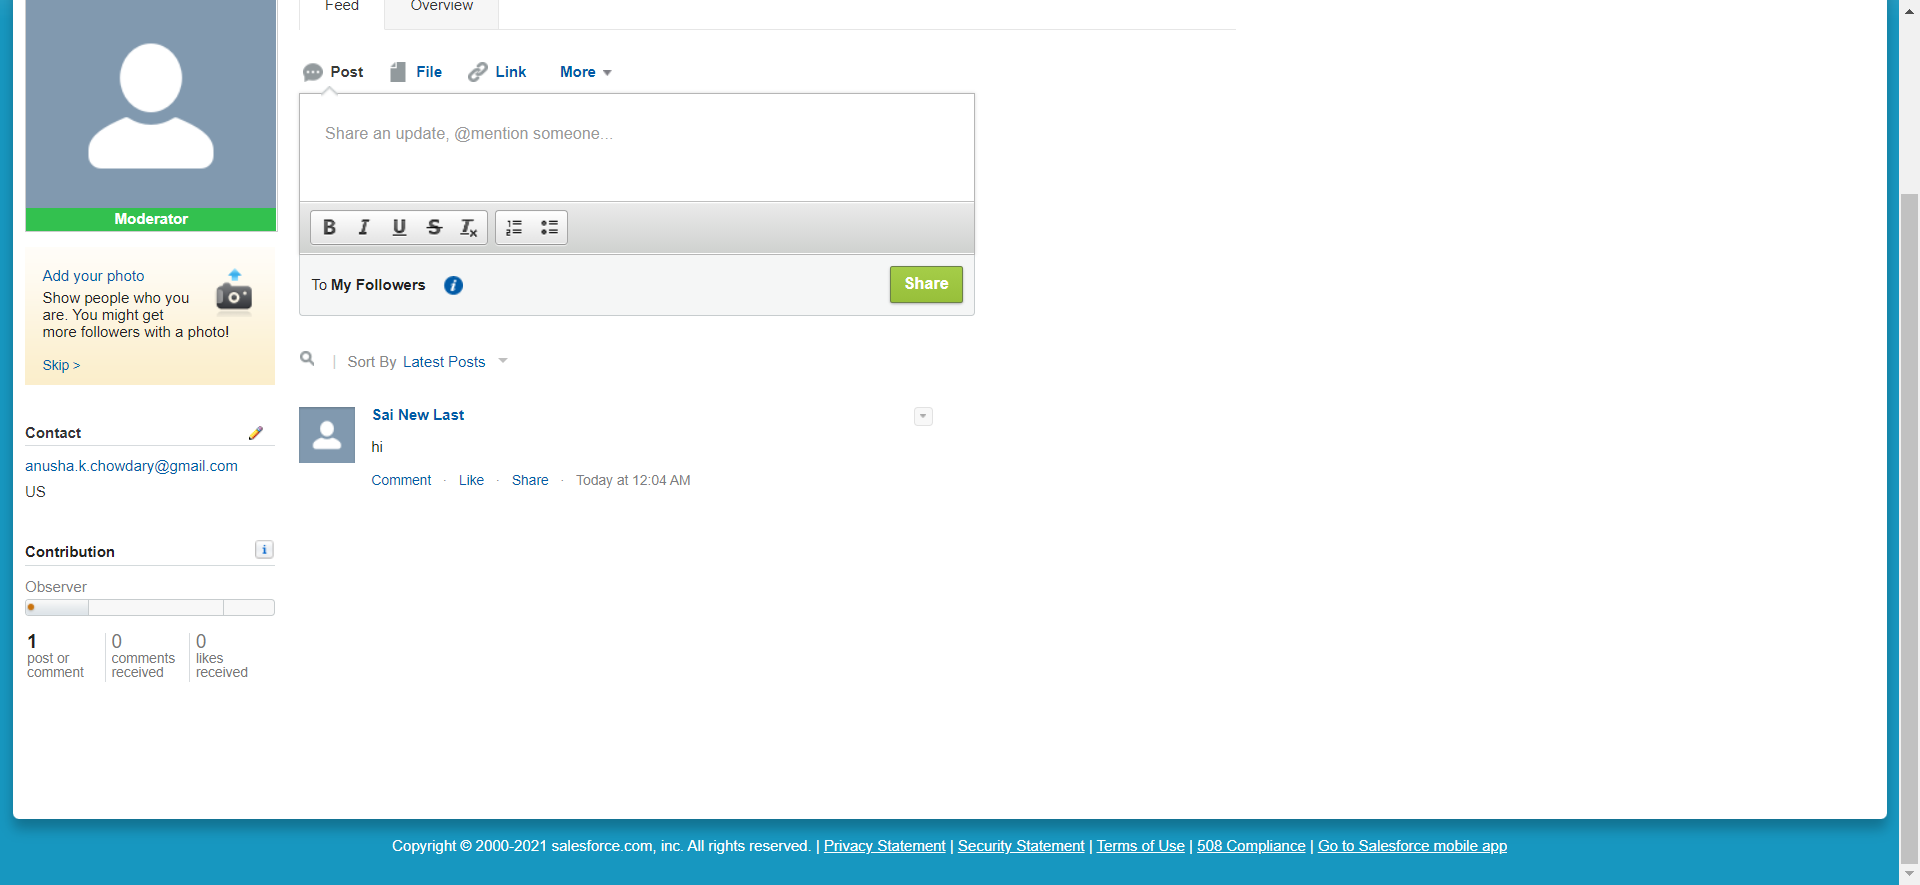 Feed Overview
Post File Link More
Share an update, @mention someone...
Moderator
B I U S Tx
Add your photo
Show people who you
are. You might get
more followers with a photo!
Skip >
To My Followers i Share
| Sort By Latest Posts
Sai New Last
hi
Comment · Like · Share · Today at 12:04 AM
Contact
anusha.k.chowdary@gmail.com
US
Contribution i
Observer
1 0 0
post or comments likes
comment received received
Copyright © 2000-2021 salesforce.com, inc. All rights reserved. | Privacy Statement | Security Statement | Terms of Use | 508 Compliance | Go to Salesforce mobile app